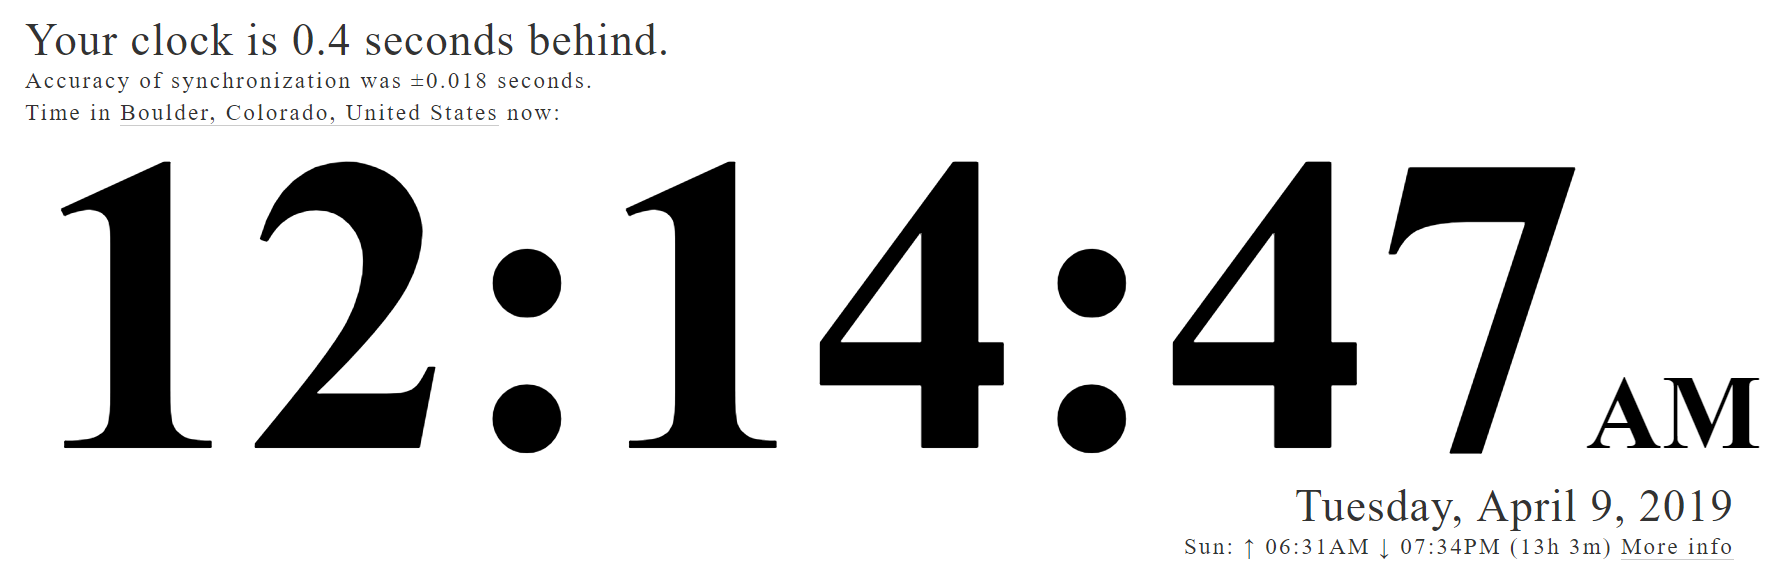 Your clock is 0.4 seconds behind.
Accuracy of synchronization was ±0.018 seconds.
Time in Boulder, Colorado, United States now:
12:14:47 AM
Tuesday, April 9, 2019
Sun: ↑ 06:31AM ↓ 07:34PM (13h 3m) More info